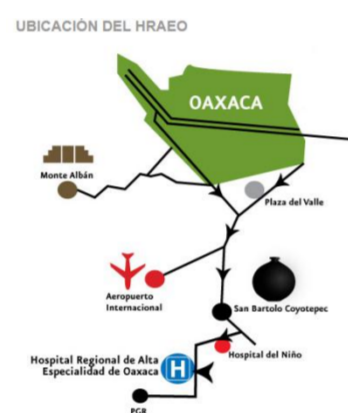 UBICACIÓN DEL HRAEO
OAXACA
Monte Albán
Plaza del Valle
Aeropuerto
Internacional
San Bartolo Coyotepec
Hospital del Niño
Hospital Regional de Alta
Especialidad de Oaxaca
H
PGR